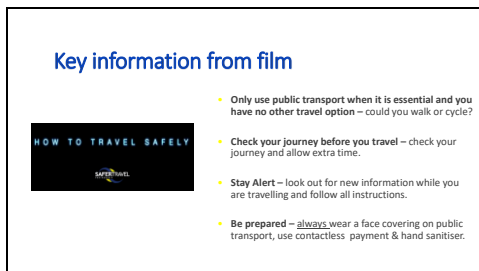 Key information from film
HOW TO TRAVEL SAFELY
SAFERTRAVEL
• Only use public transport when it is essential and you
have no other travel option – could you walk or cycle?
• Check your journey before you travel – check your
journey and allow extra time.
• Stay Alert – look out for new information while you
are travelling and follow all instructions.
• Be prepared – always wear a face covering on public
transport, use contactless payment & hand sanitiser.